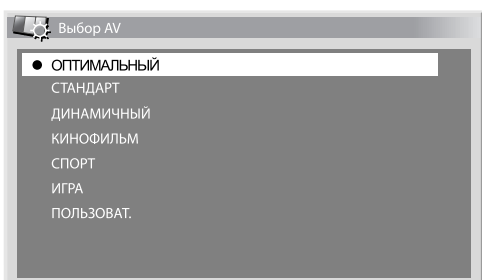 Выбор AV
ОПТИМАЛЬНЫЙ
СТАНДАРТ
ДИНАМИЧНЫЙ
КИНОФИЛЬМ
СПОРТ
ИГРА
ПОЛЬЗОВАТ.